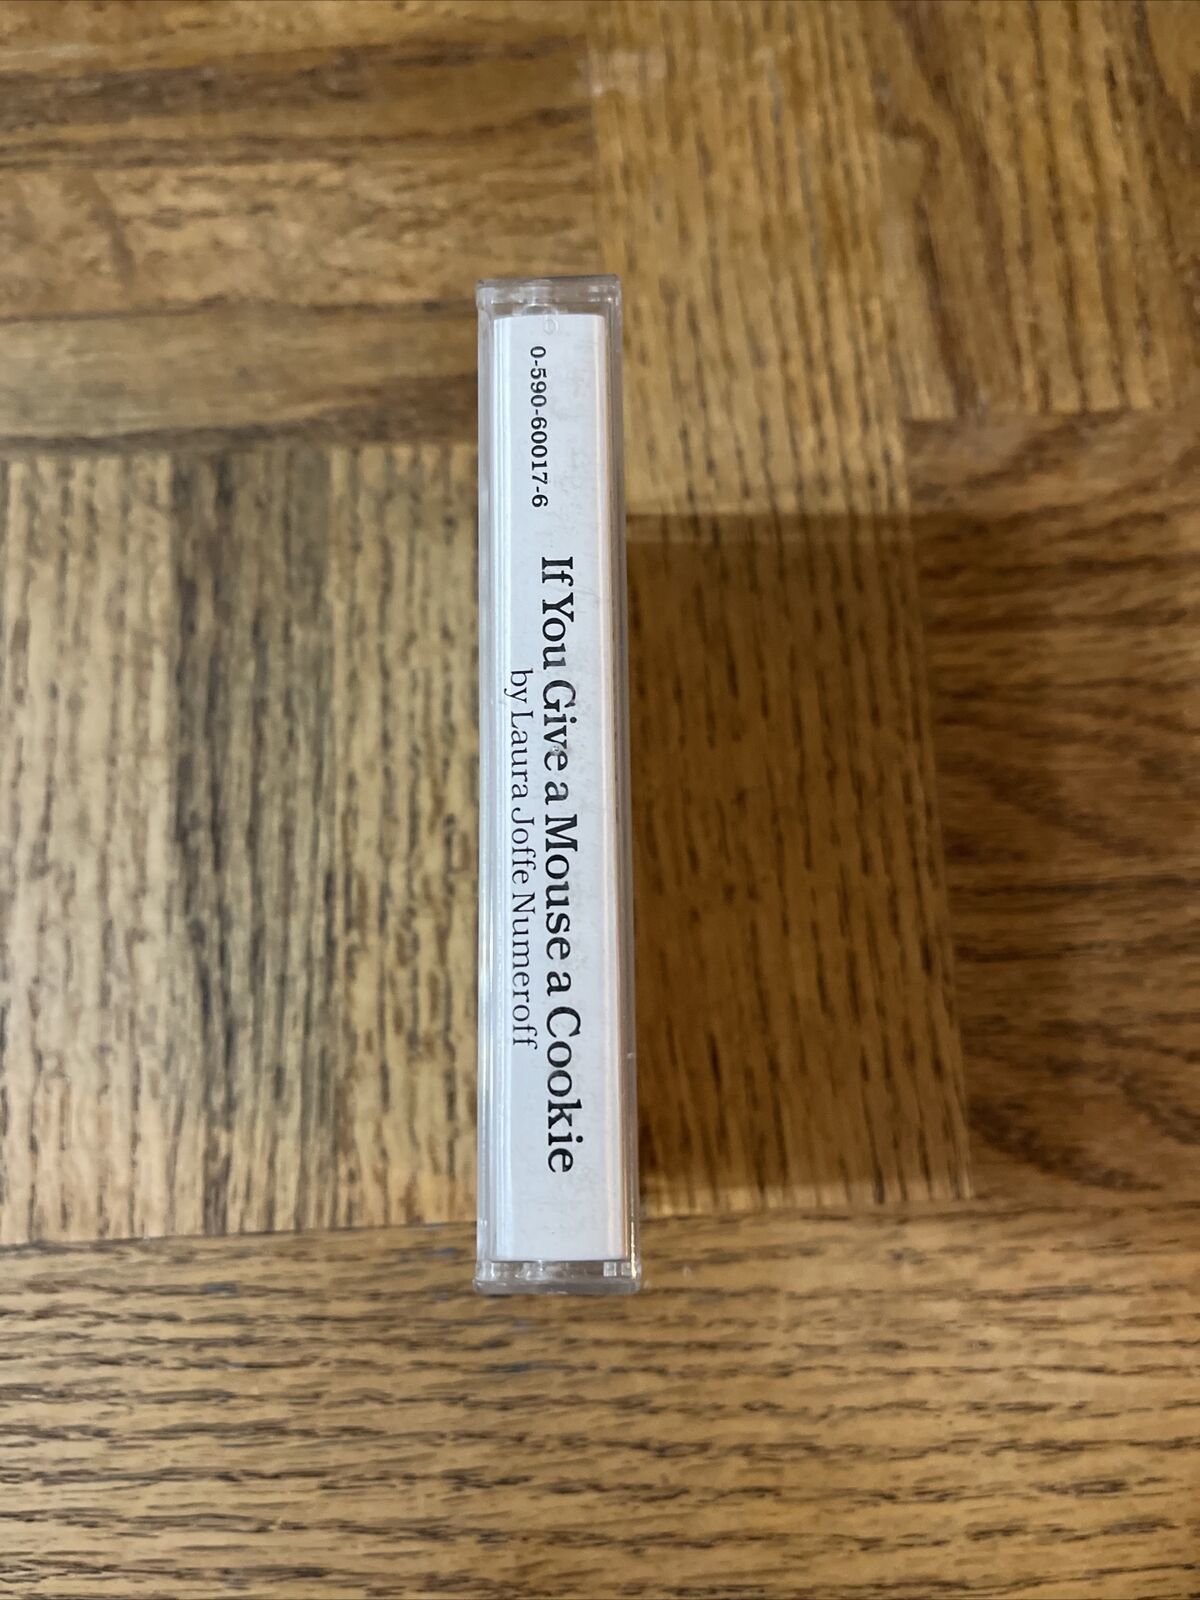 0-590-60017-6
If You Give a Mouse a Cookie
by Laura Joffe Numeroff